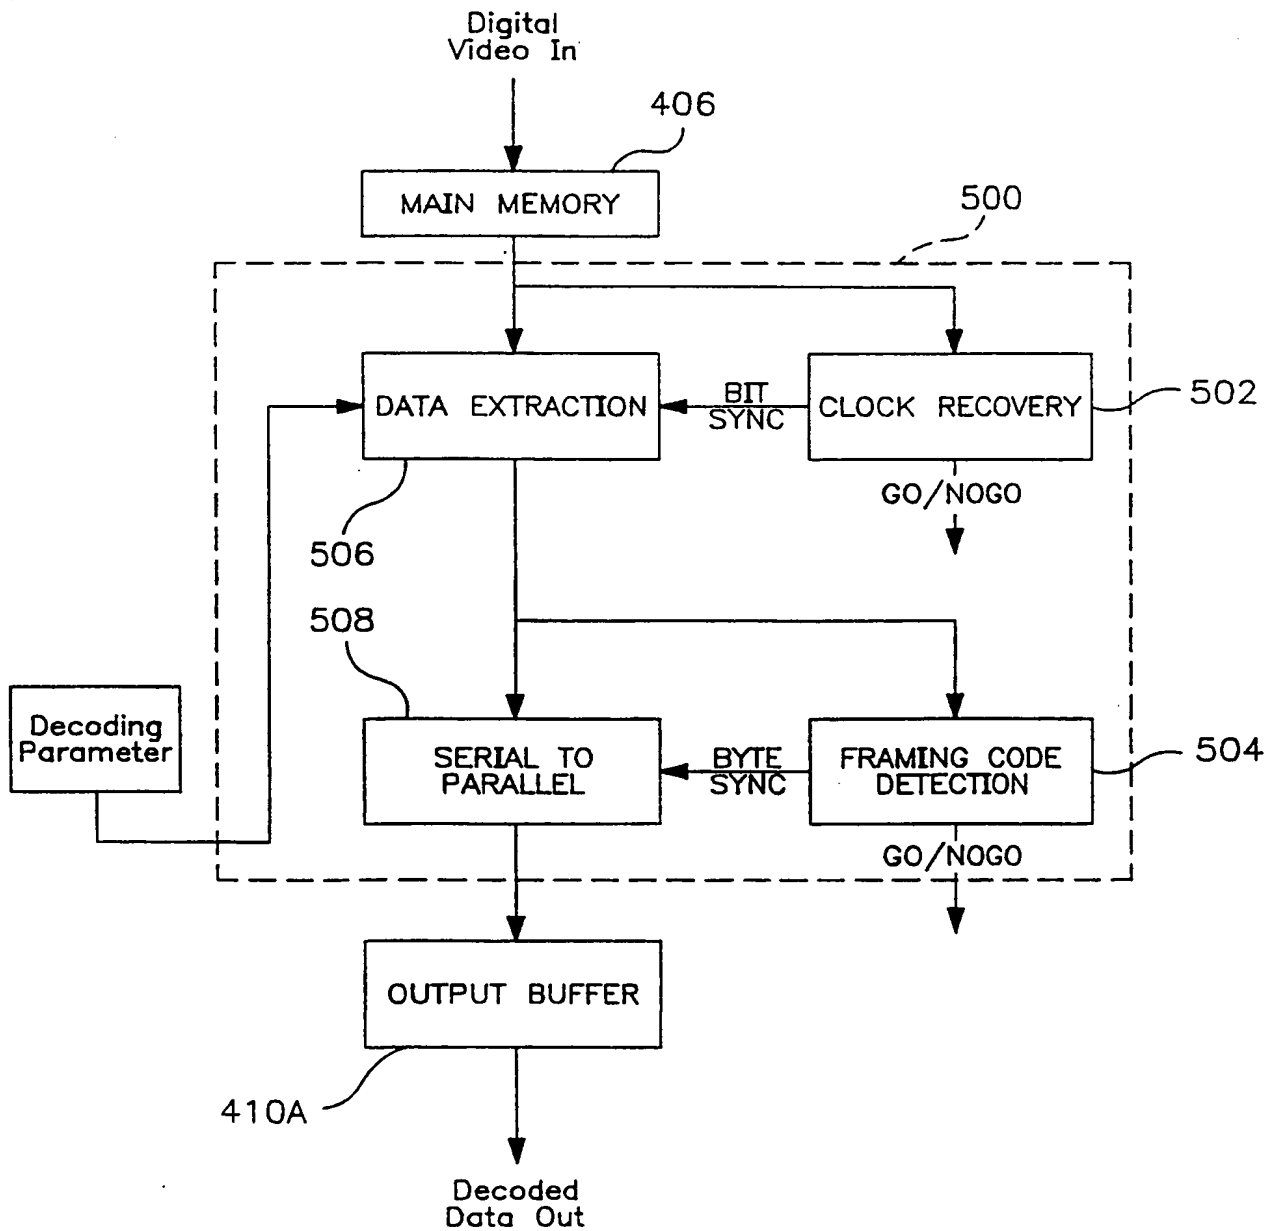 Digital
Video In
406
MAIN MEMORY
500
DATA EXTRACTION
BIT
SYNC
CLOCK RECOVERY
502
GO/NOGO
506
508
Decoding
Parameter
SERIAL TO
PARALLEL
BYTE
SYNC
FRAMING CODE
DETECTION
504
GO/NOGO
OUTPUT BUFFER
410A
Decoded
Data Out